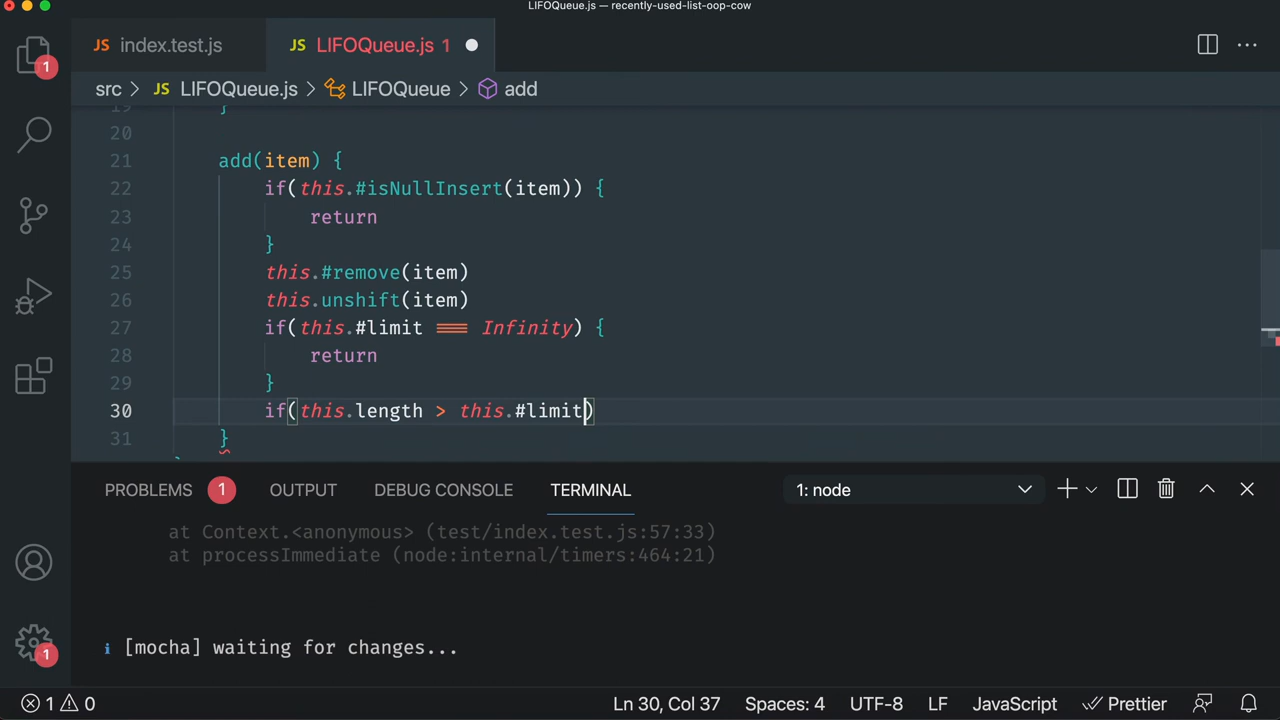 LIFOQueue.js — recently-used-list-oop-cow
JS index.test.js JS LIFOQueue.js 1
src > JS LIFOQueue.js > LIFOQueue > add
1
19 }
20
21 add(item) {
22 if(this.#isNullInsert(item)) {
23 return
24 }
25 this.#remove(item)
26 this.unshift(item)
27 if(this.#limit === Infinity) {
28 return
29 }
30 if(this.length > this.#limit)
31 }
PROBLEMS 1 OUTPUT DEBUG CONSOLE TERMINAL 1: node
at Context.<anonymous> (test/index.test.js:57:33)
at processImmediate (node:internal/timers:464:21)
i [mocha] waiting for changes...
1
1 0 Ln 30, Col 37 Spaces: 4 UTF-8 LF JavaScript Prettier